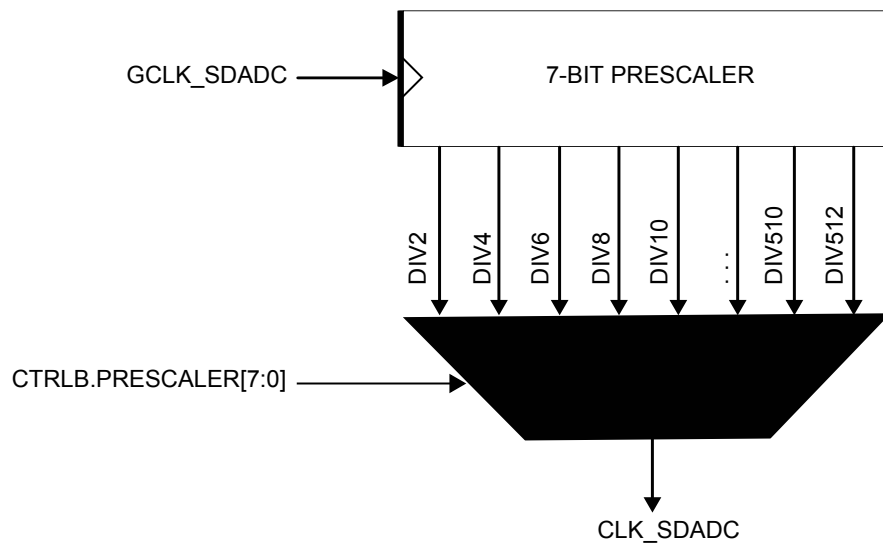 7-BIT PRESCALER
GCLK_SDADC
DIV2
DIV4
DIV6
DIV8
DIV10
. . .
DIV510
DIV512
CTRLB.PRESCALER[7:0]
CLK_SDADC